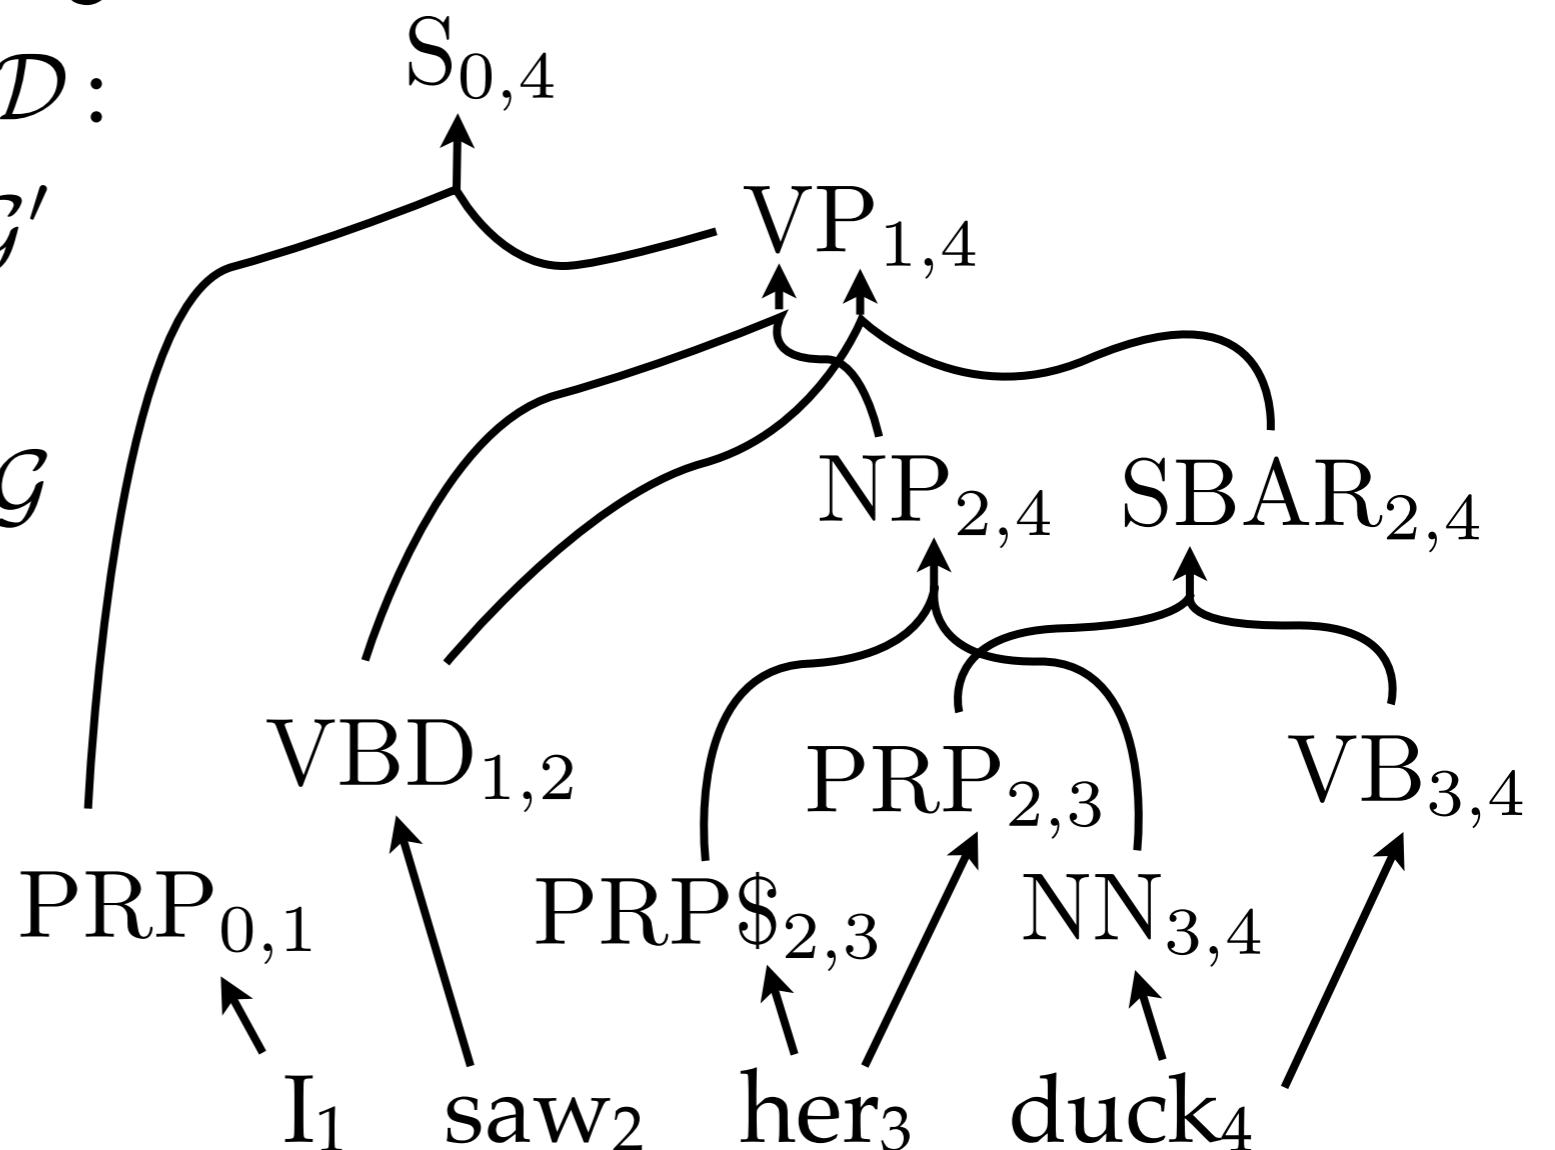 S0,4
𝒟:
VP1,4
𝒢′
NP2,4 SBAR2,4
𝒢
VBD1,2
PRP2,3 VB3,4
PRP0,1 PRP$2,3 NN3,4
I1 saw2 her3 duck4